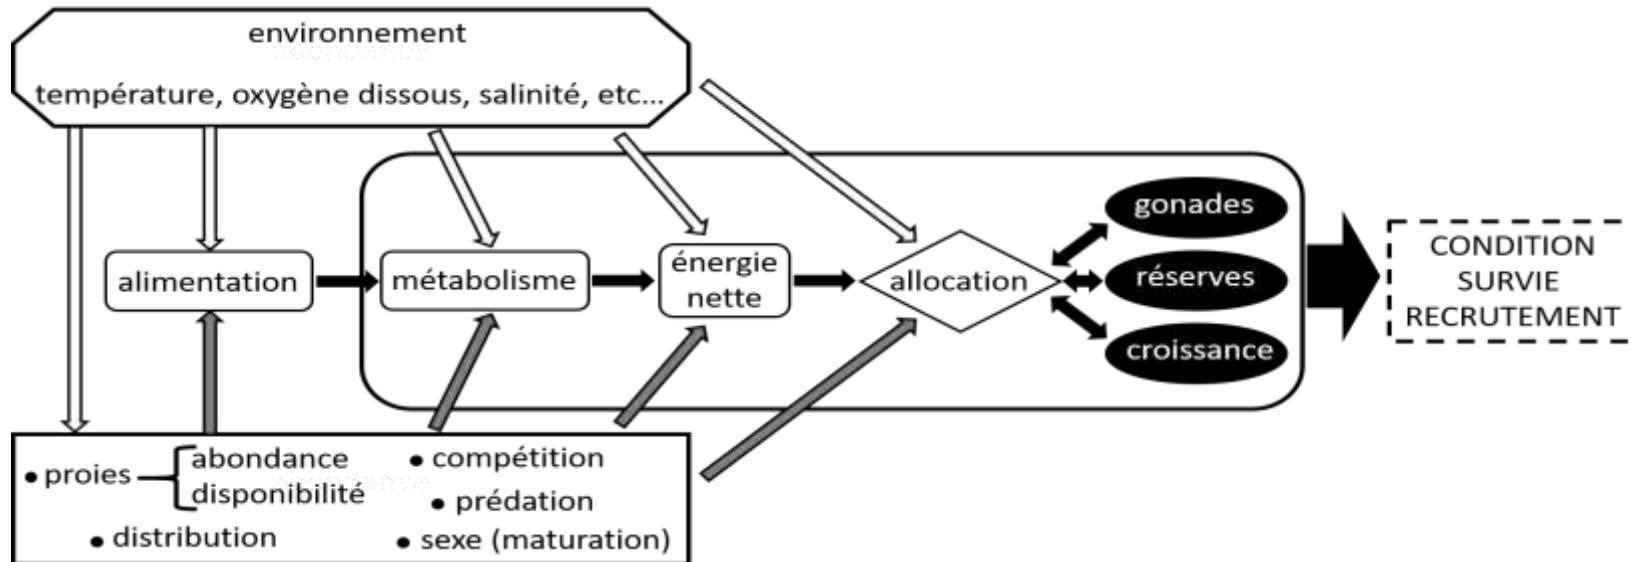 environnement
température, oxygène dissous, salinité, etc...
alimentation
métabolisme
énergie
nette
allocation
gonades
réserves
croissance
CONDITION
SURVIE
RECRUTEMENT
• proies
abondance
disponibilité
• distribution
• compétition
• prédation
• sexe (maturation)